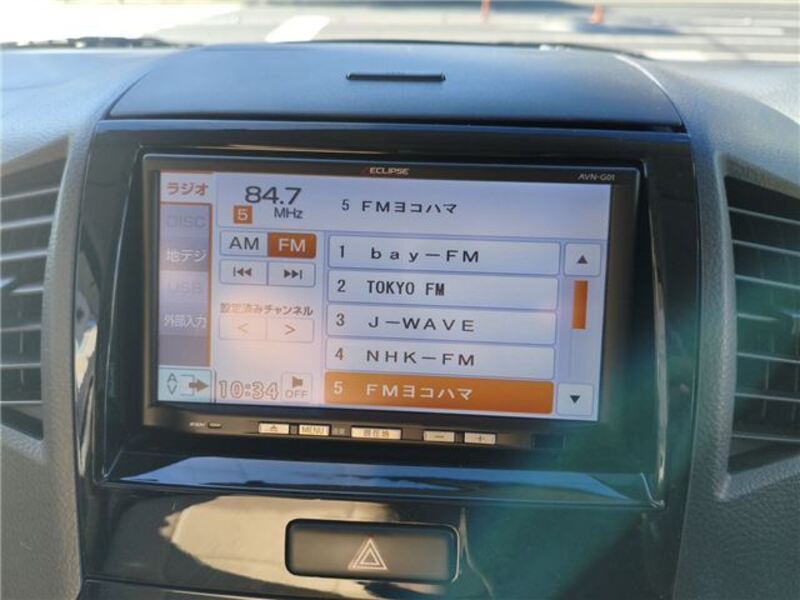 ECLIPSE
AVN-G01
ラジオ
84.7
MHz
5
5 FMヨコハマ
DISC
地デジ
USB
外部入力
AM
FM
設定済みチャンネル
1 bay-FM
2 TOKYO FM
3 J-WAVE
4 NHK-FM
5 FMヨコハマ
10:34
OFF
MENU
現在地